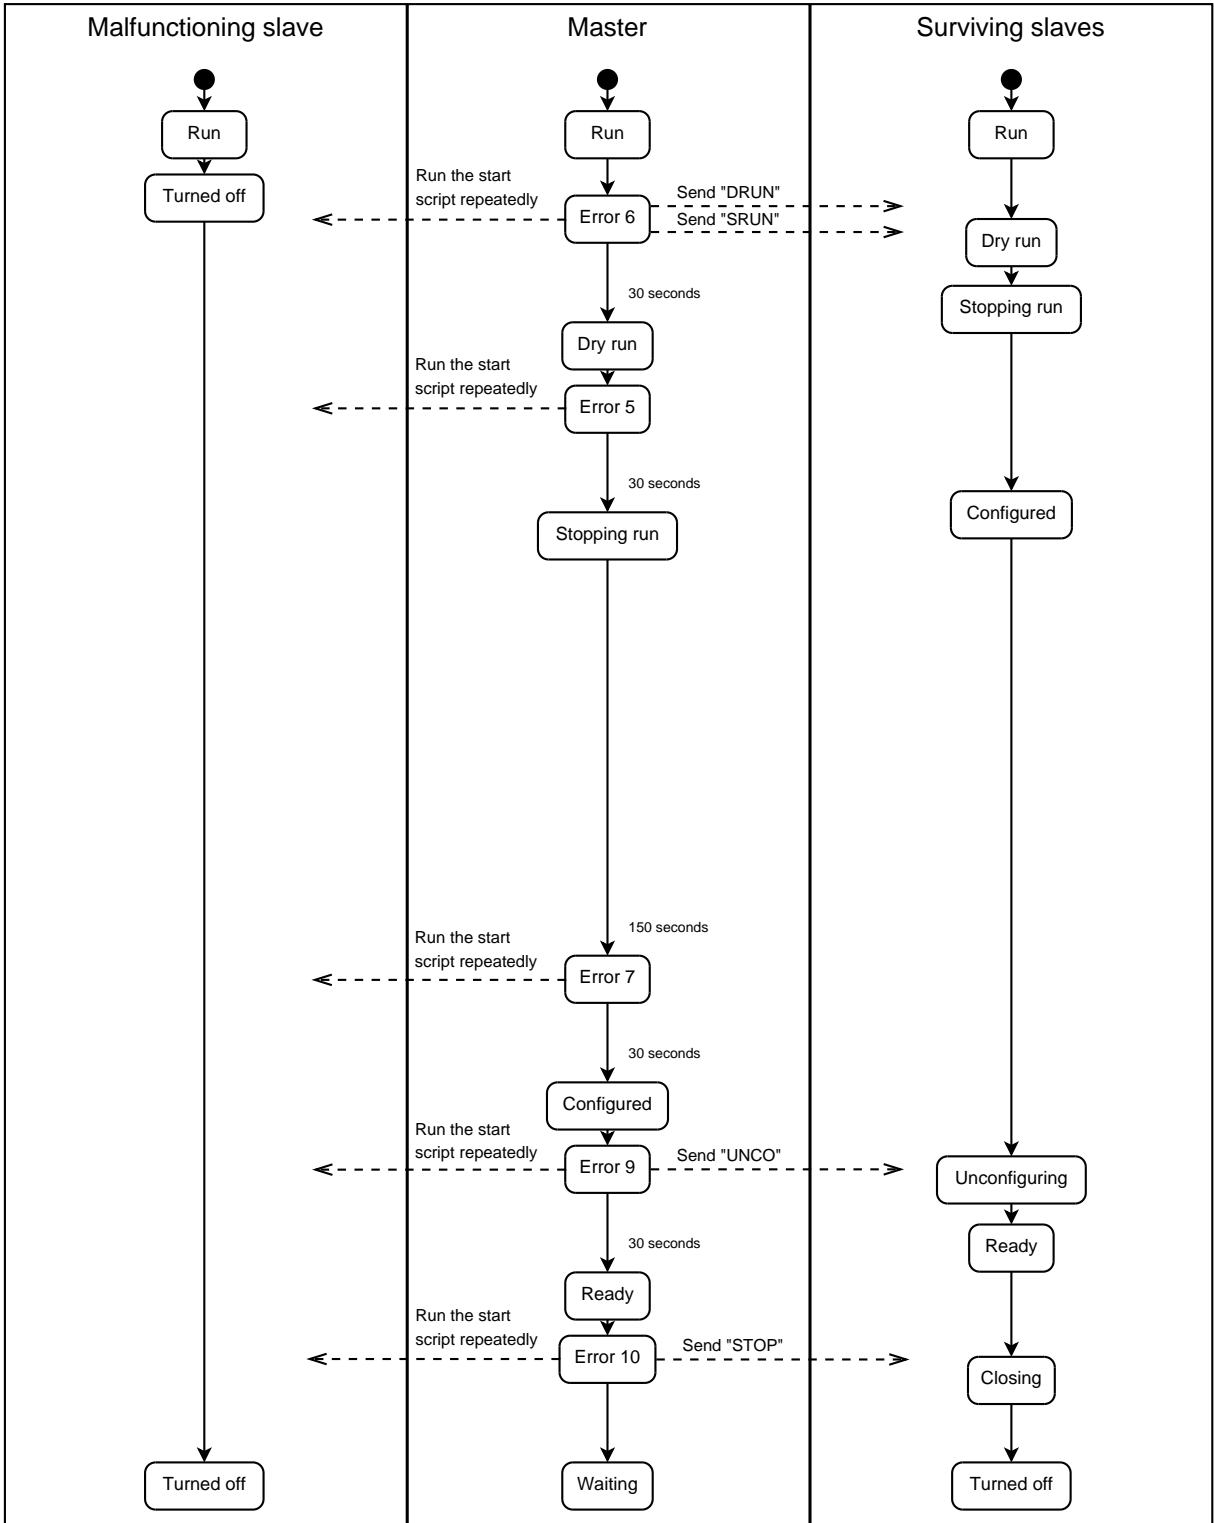 Malfunctioning slave
Master
Surviving slaves
Run
Run
Run
Run the start
script repeatedly
Turned off
Error 6
Send "DRUN"
Send "SRUN"
Dry run
30 seconds
Stopping run
Dry run
Run the start
script repeatedly
Error 5
30 seconds
Configured
Stopping run
150 seconds
Run the start
script repeatedly
Error 7
30 seconds
Configured
Run the start
script repeatedly
Error 9
Send "UNCO"
Unconfiguring
30 seconds
Ready
Ready
Run the start
script repeatedly
Error 10
Send "STOP"
Closing
Turned off
Waiting
Turned off